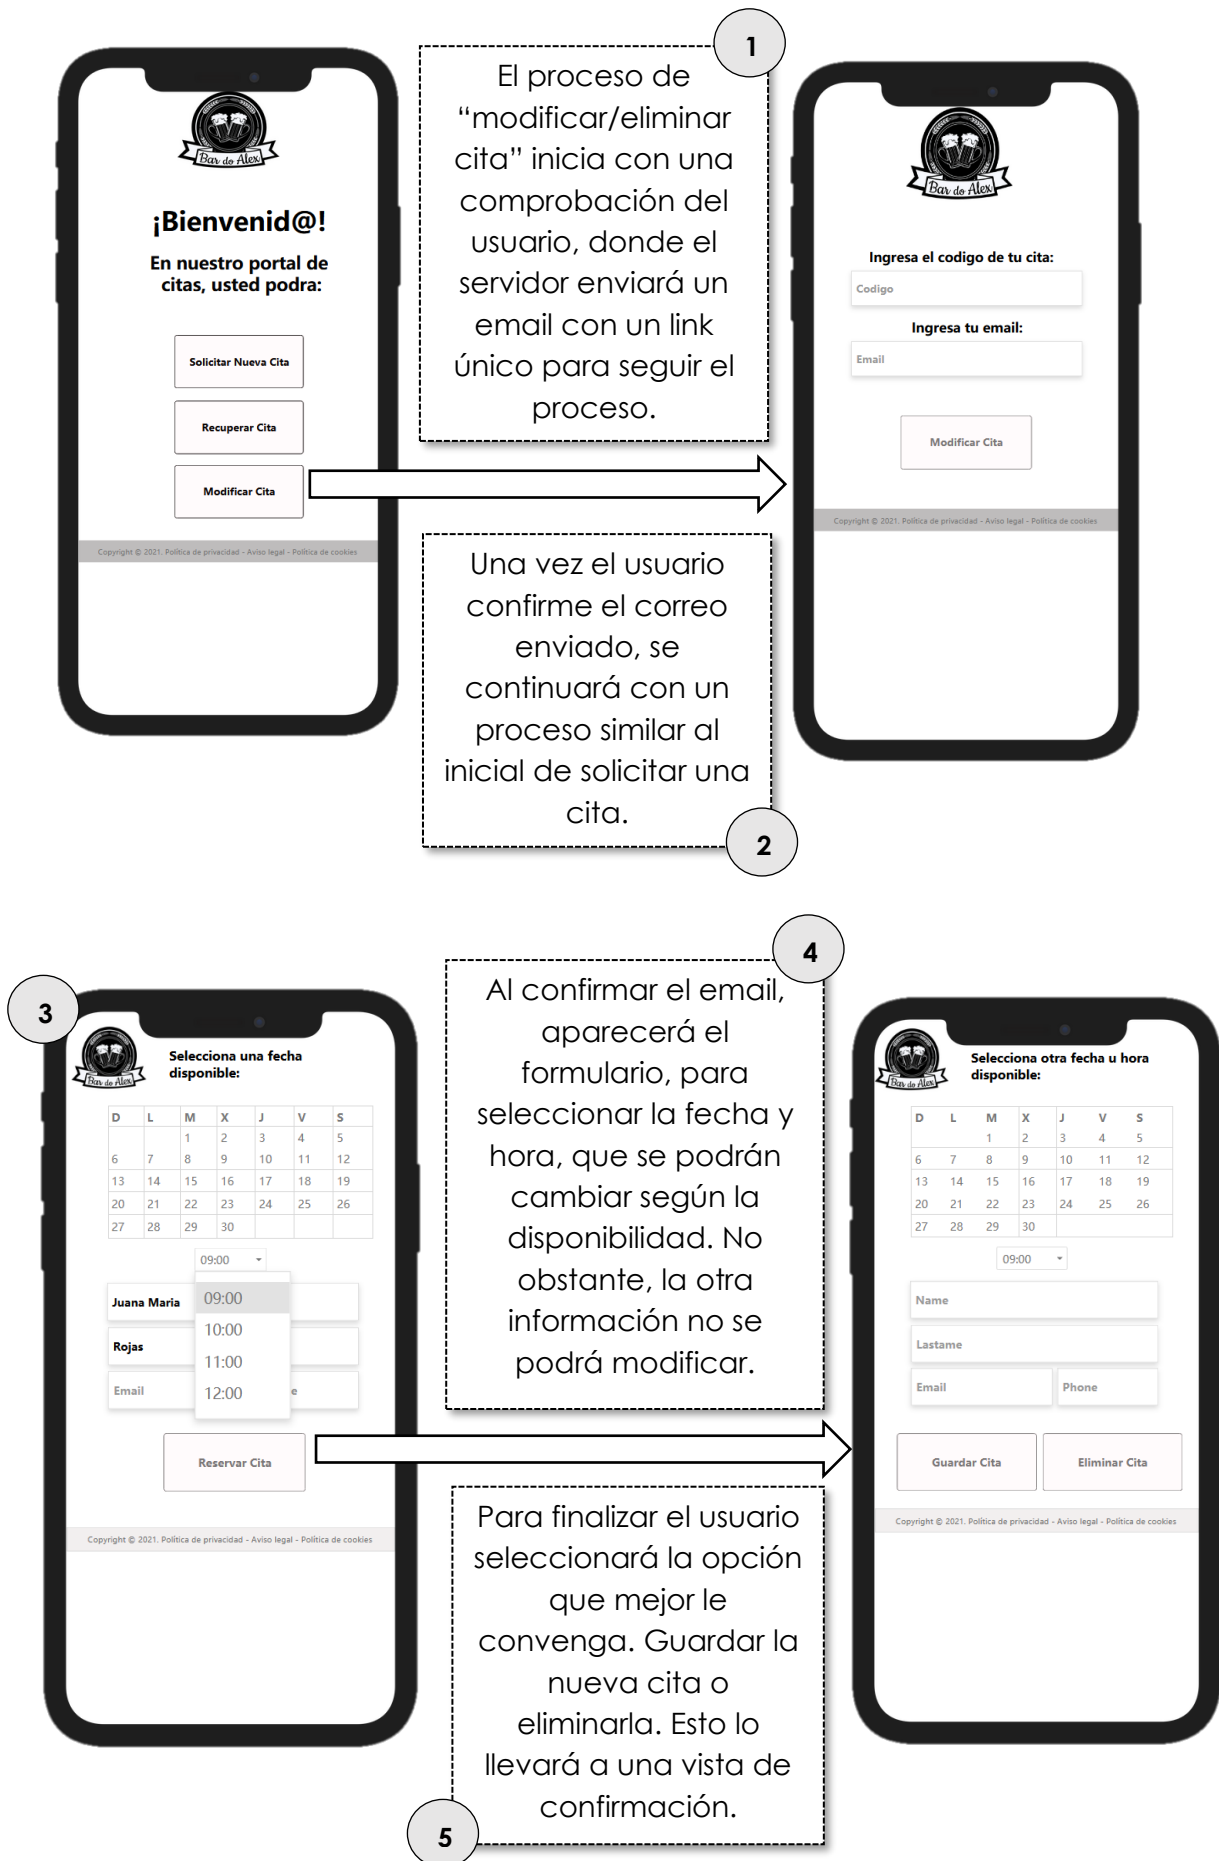 1
El proceso de
“modificar/eliminar
cita” inicia con una
comprobación del
usuario, donde el
servidor enviará un
email con un link
único para seguir el
proceso.
Bar do Alex
¡Bienvenid@!
En nuestro portal de
citas, usted podra:
Solicitar Nueva Cita
Recuperar Cita
Modificar Cita
Copyright © 2021. Política de privacidad - Aviso legal - Política de cookies
Bar do Alex
Ingresa el codigo de tu cita:
Codigo
Ingresa tu email:
Email
Modificar Cita
Copyright © 2021. Política de privacidad - Aviso legal - Política de cookies
Una vez el usuario
confirme el correo
enviado, se
continuará con un
proceso similar al
inicial de solicitar una
cita.
2
3
Bar do Alex
Selecciona una fecha
disponible:
D L M X J V S
1 2 3 4 5
6 7 8 9 10 11 12
13 14 15 16 17 18 19
20 21 22 23 24 25 26
27 28 29 30
09:00
09:00
10:00
11:00
12:00
Juana Maria
Rojas
Email e
Reservar Cita
Copyright © 2021. Política de privacidad - Aviso legal - Política de cookies
4
Al confirmar el email,
aparecerá el
formulario, para
seleccionar la fecha y
hora, que se podrán
cambiar según la
disponibilidad. No
obstante, la otra
información no se
podrá modificar.
Bar do Alex
Selecciona otra fecha u hora
disponible:
D L M X J V S
1 2 3 4 5
6 7 8 9 10 11 12
13 14 15 16 17 18 19
20 21 22 23 24 25 26
27 28 29 30
09:00
Name
Lastame
Email Phone
Guardar Cita Eliminar Cita
Copyright © 2021. Política de privacidad - Aviso legal - Política de cookies
Para finalizar el usuario
seleccionará la opción
que mejor le
convenga. Guardar la
nueva cita o
eliminarla. Esto lo
llevará a una vista de
confirmación.
5